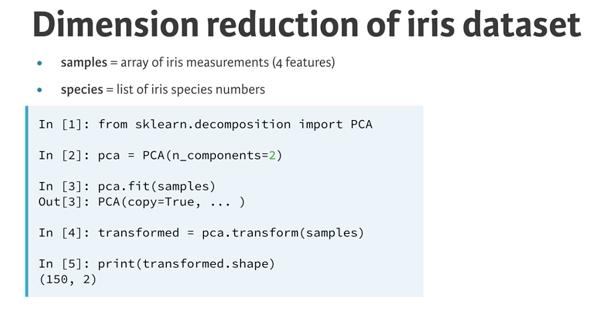 Dimension reduction of iris dataset
• samples = array of iris measurements (4 features)
• species = list of iris species numbers
In [1]: from sklearn.decomposition import PCA
In [2]: pca = PCA(n_components=2)
In [3]: pca.fit(samples)
Out[3]: PCA(copy=True, ... )
In [4]: transformed = pca.transform(samples)
In [5]: print(transformed.shape)
(150, 2)